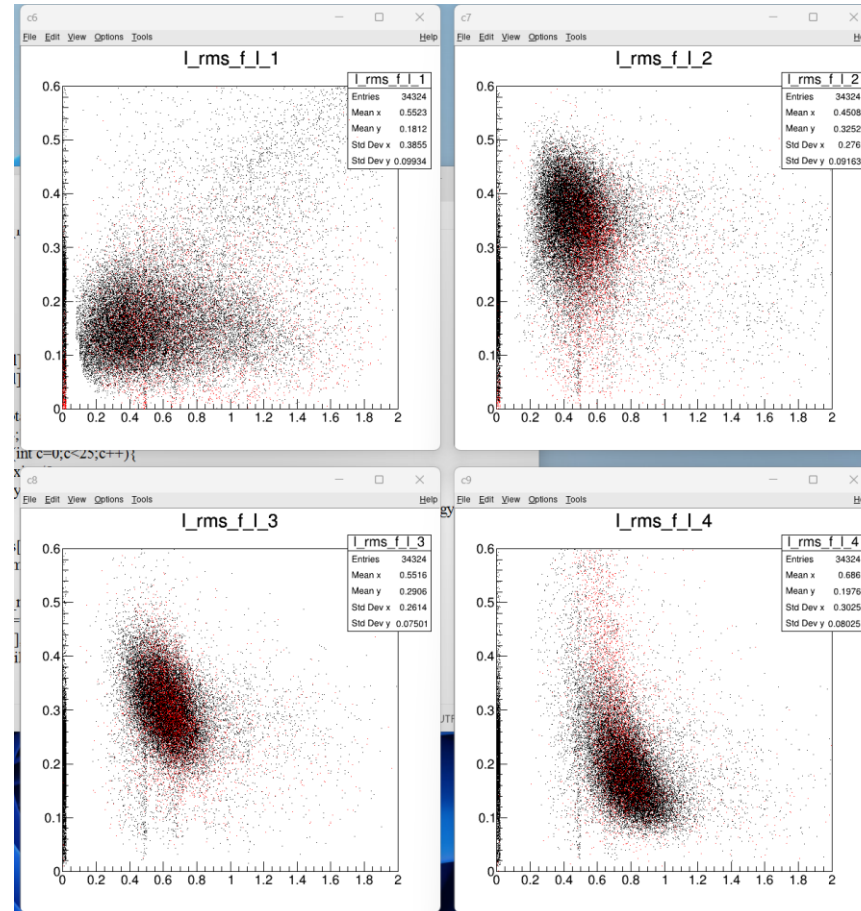 c6
File Edit View Options Tools Help
l_rms_f_l_1
l_rms_f_l_1
Entries 34324
Mean x 0.5523
Mean y 0.1812
Std Dev x 0.3855
Std Dev y 0.09934
0.6
0.5
0.4
0.3
0.2
0.1
0
0 0.2 0.4 0.6 0.8 1 1.2 1.4 1.6 1.8 2
c7
File Edit View Options Tools
l_rms_f_l_2
l_rms_f_l_2
Entries 34324
Mean x 0.4508
Mean y 0.3252
Std Dev x 0.276
Std Dev y 0.09163
0.6
0.5
0.4
0.3
0.2
0.1
0
0 0.2 0.4 0.6 0.8 1 1.2 1.4 1.6 1.8 2
(int c=0;c<25;c++){
c8
File Edit View Options Tools Help
l_rms_f_l_3
l_rms_f_l_3
Entries 34324
Mean x 0.5516
Mean y 0.2906
Std Dev x 0.2614
Std Dev y 0.07501
0.6
0.5
0.4
0.3
0.2
0.1
0
0 0.2 0.4 0.6 0.8 1 1.2 1.4 1.6 1.8 2
c9
File Edit View Options Tools
l_rms_f_l_4
l_rms_f_l_4
Entries 34324
Mean x 0.686
Mean y 0.1976
Std Dev x 0.3025
Std Dev y 0.08025
0.6
0.5
0.4
0.3
0.2
0.1
0
0 0.2 0.4 0.6 0.8 1 1.2 1.4 1.6 1.8 2